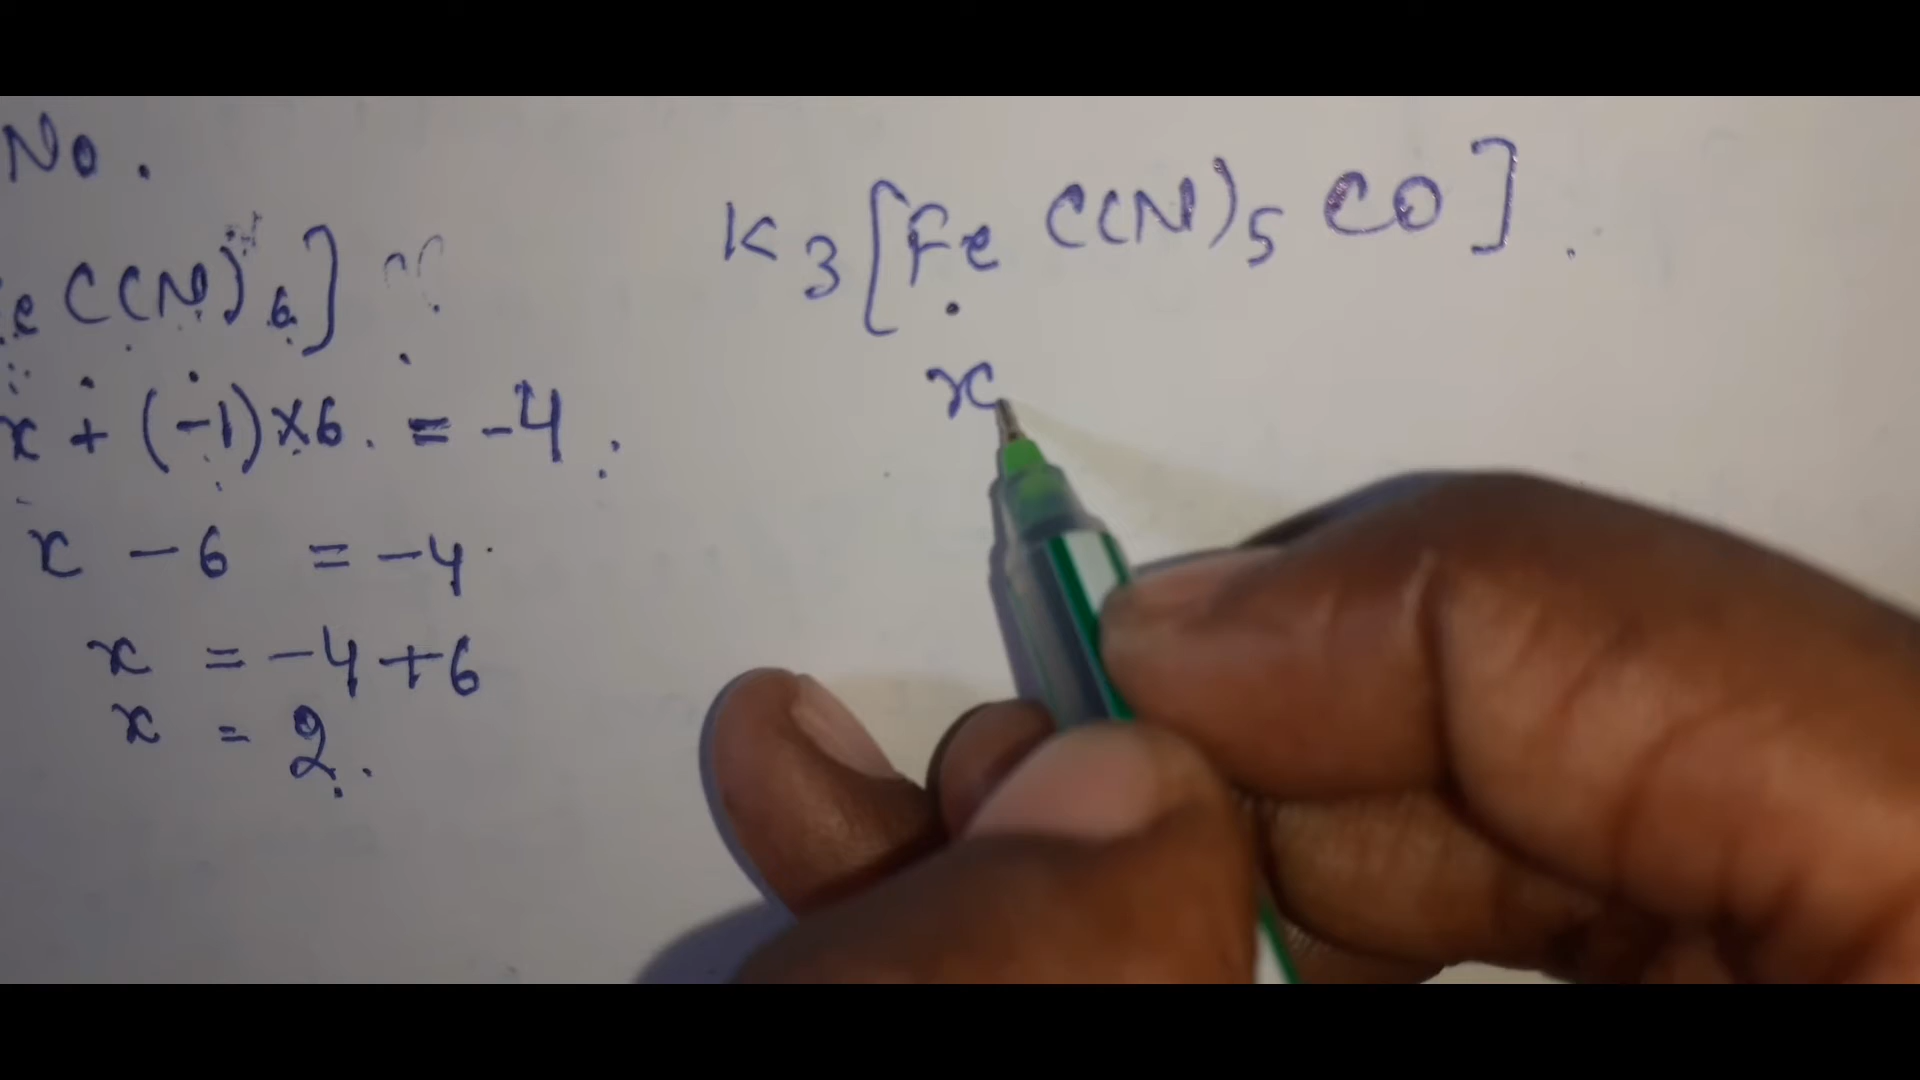 No.
e C(N)6]
x + (-1)×6. = -4.
x - 6 = -4
x = -4+6
x = 2.
K3[Fe C(N)5 CO].
x